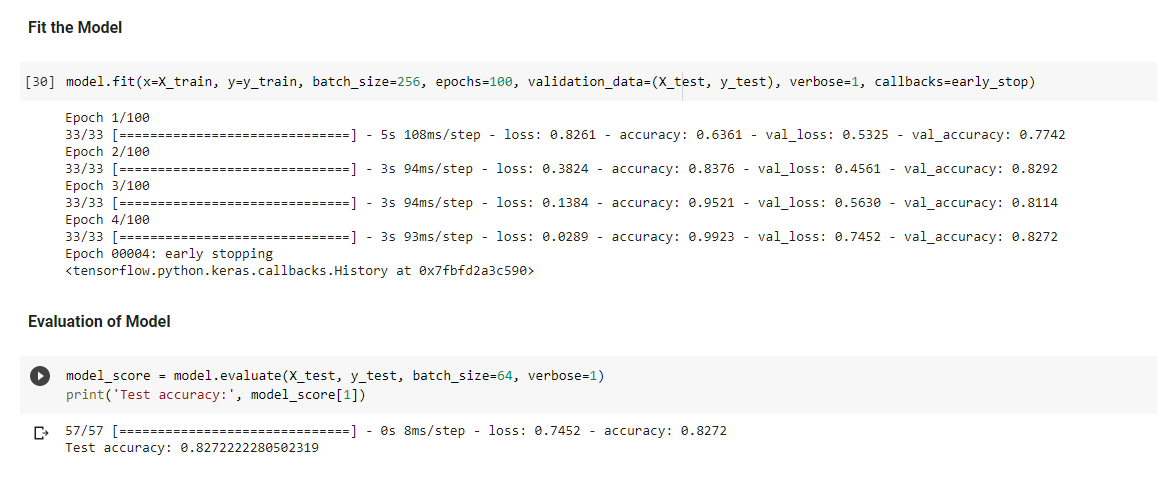 Fit the Model
[30] model.fit(x=X_train, y=y_train, batch_size=256, epochs=100, validation_data=(X_test, y_test), verbose=1, callbacks=early_stop)
Epoch 1/100
33/33 [==============================] - 5s 108ms/step - loss: 0.8261 - accuracy: 0.6361 - val_loss: 0.5325 - val_accuracy: 0.7742
Epoch 2/100
33/33 [==============================] - 3s 94ms/step - loss: 0.3824 - accuracy: 0.8376 - val_loss: 0.4561 - val_accuracy: 0.8292
Epoch 3/100
33/33 [==============================] - 3s 94ms/step - loss: 0.1384 - accuracy: 0.9521 - val_loss: 0.5630 - val_accuracy: 0.8114
Epoch 4/100
33/33 [==============================] - 3s 93ms/step - loss: 0.0289 - accuracy: 0.9923 - val_loss: 0.7452 - val_accuracy: 0.8272
Epoch 00004: early stopping
<tensorflow.python.keras.callbacks.History at 0x7fbfd2a3c590>
Evaluation of Model
model_score = model.evaluate(X_test, y_test, batch_size=64, verbose=1)
print('Test accuracy:', model_score[1])
57/57 [==============================] - 0s 8ms/step - loss: 0.7452 - accuracy: 0.8272
Test accuracy: 0.8272222280502319